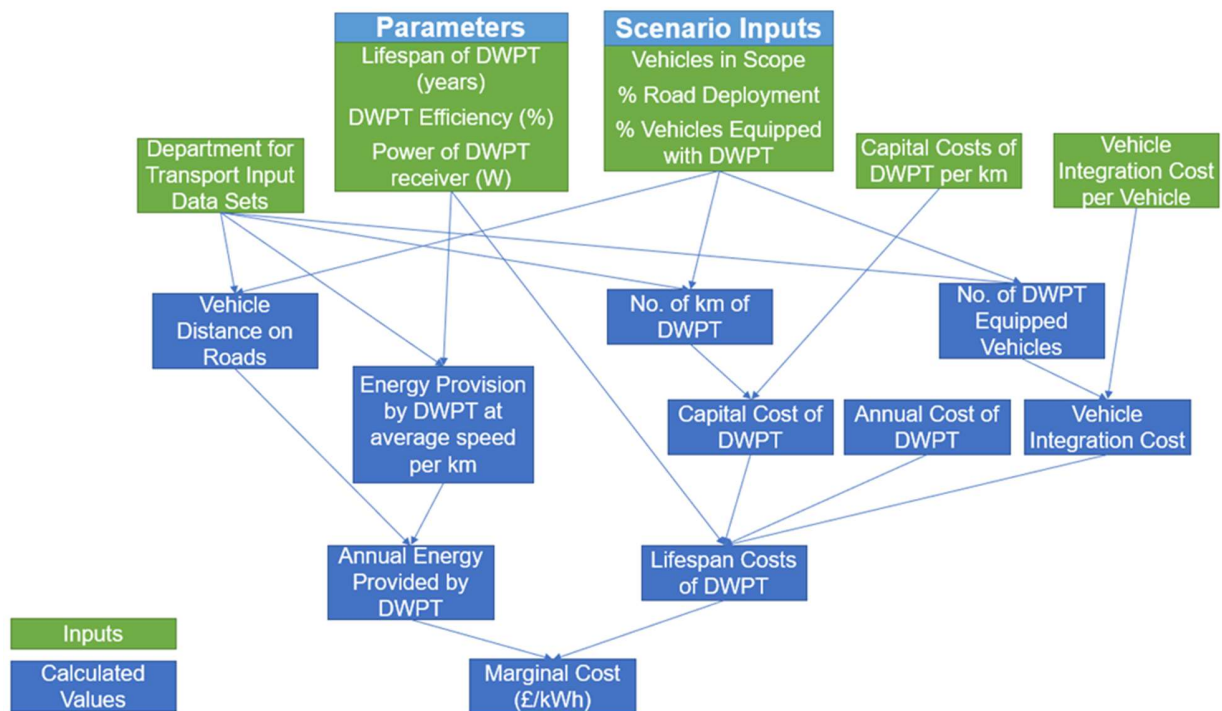 Parameters
Lifespan of DWPT
(years)
DWPT Efficiency (%)
Power of DWPT
receiver (W)
Scenario Inputs
Vehicles in Scope
% Road Deployment
% Vehicles Equipped
with DWPT
Department for
Transport Input
Data Sets
Capital Costs of
DWPT per km
Vehicle
Integration Cost
per Vehicle
Vehicle
Distance on
Roads
No. of km of
DWPT
No. of DWPT
Equipped
Vehicles
Energy Provision
by DWPT at
average speed
per km
Capital Cost of
DWPT
Annual Cost of
DWPT
Vehicle
Integration Cost
Annual Energy
Provided by
DWPT
Lifespan Costs
of DWPT
Inputs
Calculated
Values
Marginal Cost
(£/kWh)